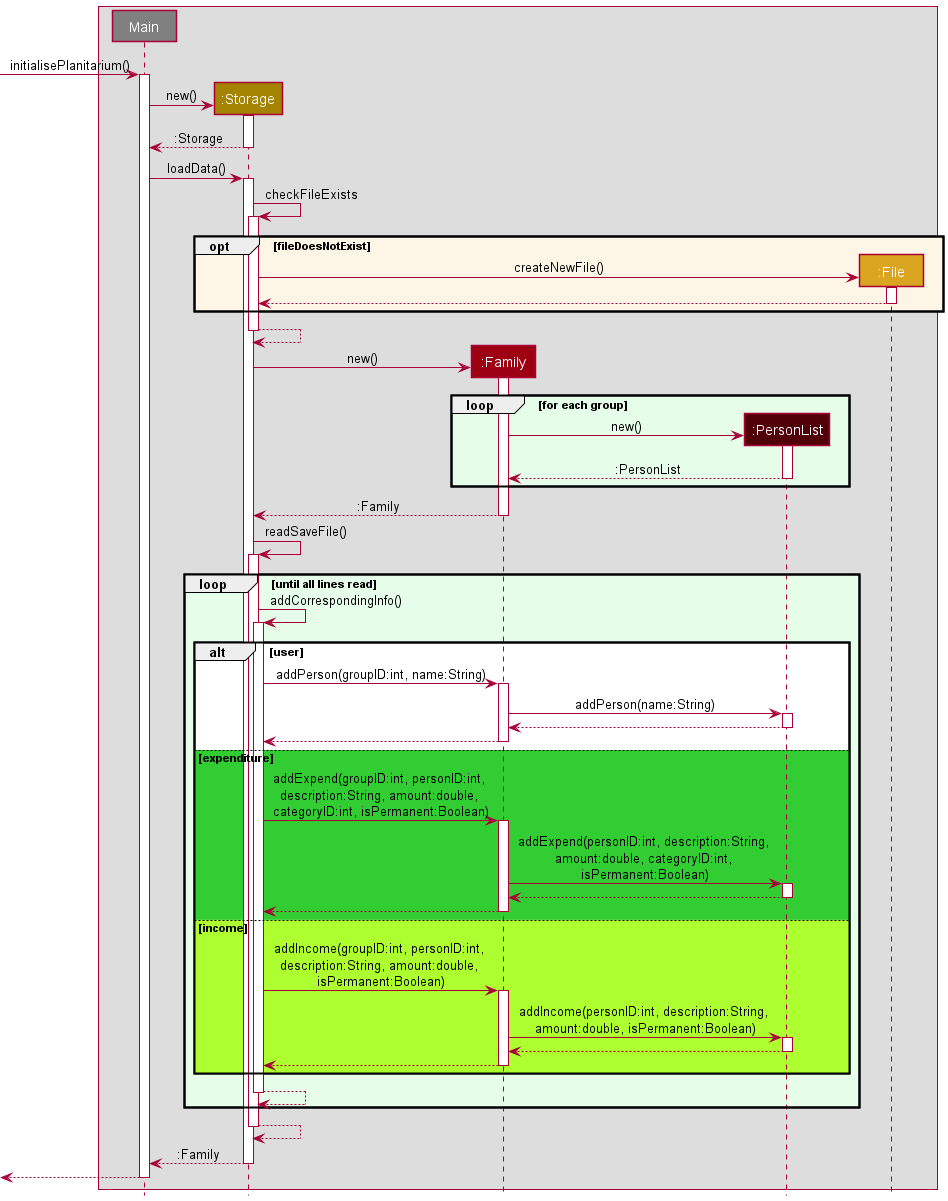 Main
initialisePlanitarium()
new()
:Storage
:Storage
loadData()
checkFileExists
opt
[fileDoesNotExist]
createNewFile()
:File
new()
:Family
loop
[for each group]
new()
:PersonList
:PersonList
:Family
readSaveFile()
loop
[until all lines read]
addCorrespondingInfo()
alt
[user]
addPerson(groupID:int, name:String)
addPerson(name:String)
[expenditure]
addExpend(groupID:int, personID:int,
description:String, amount:double,
categoryID:int, isPermanent:Boolean)
addExpend(personID:int, description:String,
amount:double, categoryID:int,
isPermanent:Boolean)
[income]
addIncome(groupID:int, personID:int,
description:String, amount:double,
isPermanent:Boolean)
addIncome(personID:int, description:String,
amount:double, isPermanent:Boolean)
:Family